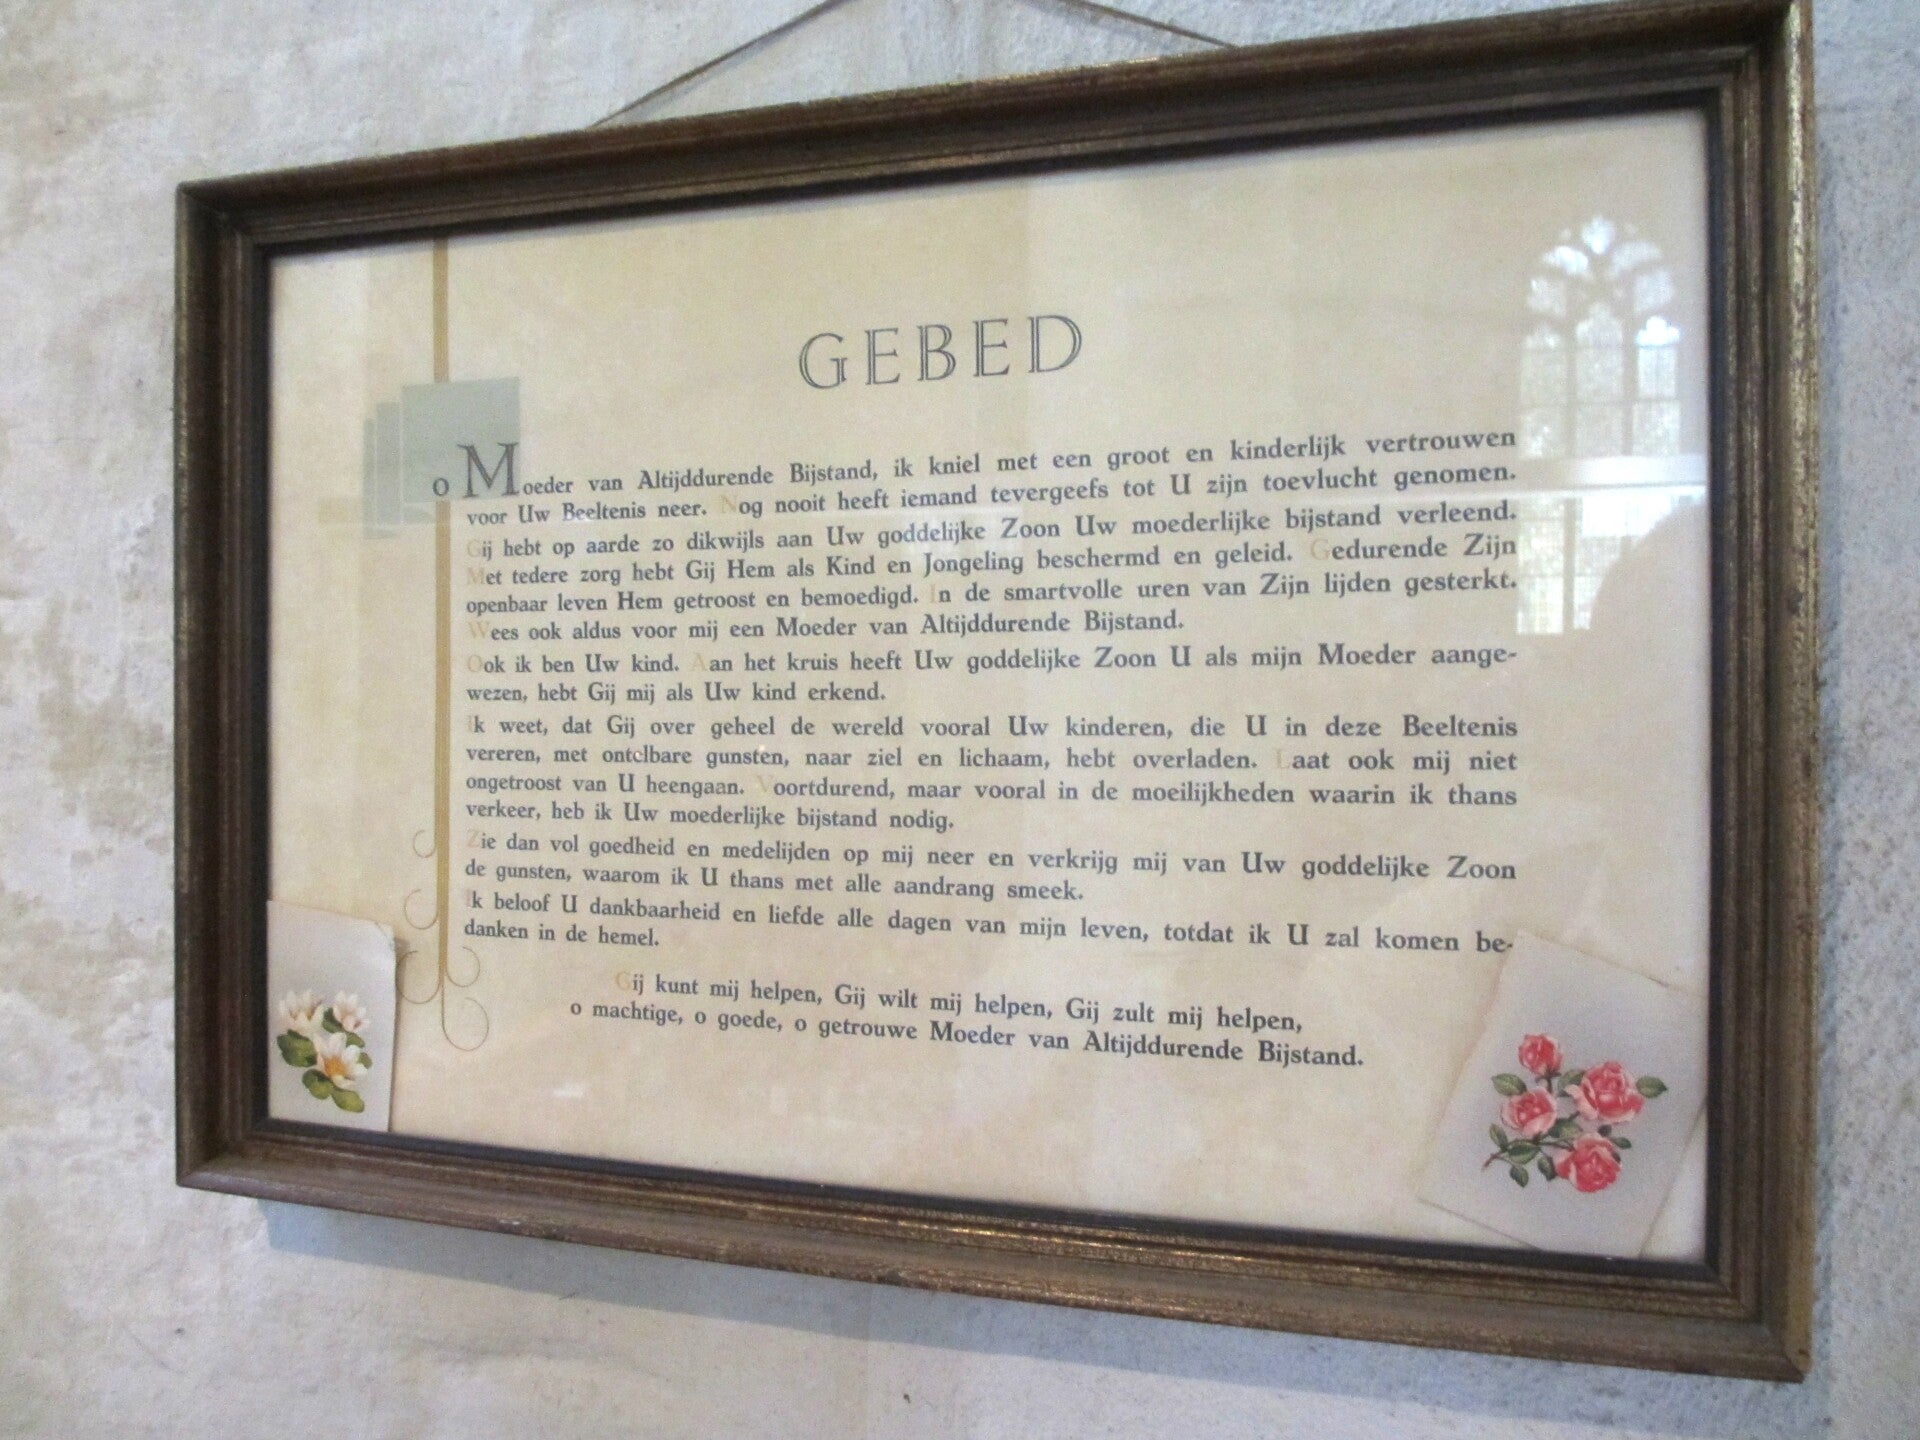 GEBED
o Moeder van Altijddurende Bijstand, ik kniel met een groot en kinderlijk vertrouwen
voor Uw Beeltenis neer. Nog nooit heeft iemand tevergeefs tot U zijn toevlucht genomen.
Gij hebt op aarde zo dikwijls aan Uw goddelijke Zoon Uw moederlijke bijstand verleend.
Met tedere zorg hebt Gij Hem als Kind en Jongeling beschermd en geleid. Gedurende Zijn
openbaar leven Hem getroost en bemoedigd. In de smartvolle uren van Zijn lijden gesterkt.
Wees ook aldus voor mij een Moeder van Altijddurende Bijstand.
Ook ik ben Uw kind. Aan het kruis heeft Uw goddelijke Zoon U als mijn Moeder aange-
wezen, hebt Gij mij als Uw kind erkend.
Ik weet, dat Gij over geheel de wereld vooral Uw kinderen, die U in deze Beeltenis
vereren, met ontelbare gunsten, naar ziel en lichaam, hebt overladen. Laat ook mij niet
ongetroost van U heengaan. Voortdurend, maar vooral in de moeilijkheden waarin ik thans
verkeer, heb ik Uw moederlijke bijstand nodig.
Zie dan vol goedheid en medelijden op mij neer en verkrijg mij van Uw goddelijke Zoon
de gunsten, waarom ik U thans met alle aandrang smeek.
Ik beloof U dankbaarheid en liefde alle dagen van mijn leven, totdat ik U zal komen be-
danken in de hemel.
Gij kunt mij helpen, Gij wilt mij helpen, Gij zult mij helpen,
o machtige, o goede, o getrouwe Moeder van Altijddurende Bijstand.